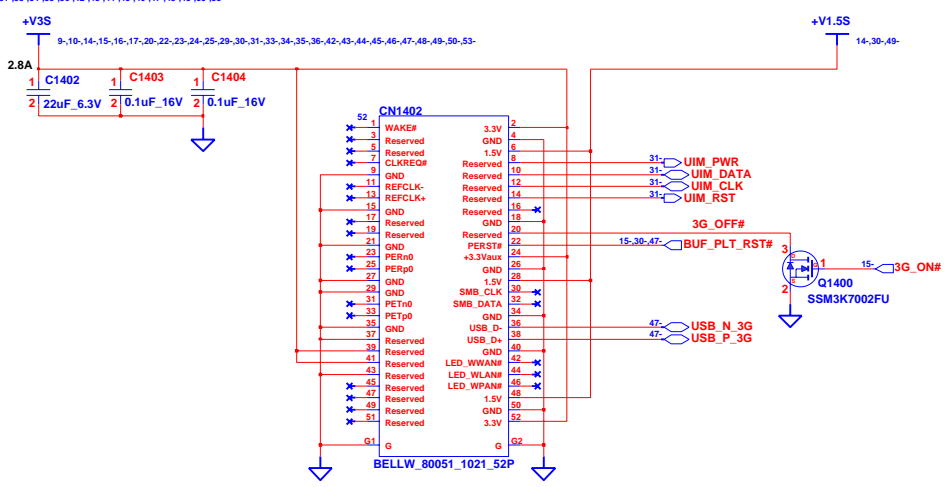 +V3S
9-,10-,14-,15-,16-,17-,20-,22-,23-,24-,25-,29-,30-,31-,33-,34-,35-,36-,42-,43-,44-,45-,46-,47-,48-,49-,50-,53-
+V1.5S
14-,30-,49-
2.8A
1 C1402
2 22uF_6.3V
1 C1403
2 0.1uF_16V
1 C1404
2 0.1uF_16V
CN1402
52
1 WAKE# 3.3V 2
3 Reserved GND 4
5 Reserved 1.5V 6
7 CLKREQ# Reserved 8 31- UIM_PWR
9 GND Reserved 10 31- UIM_DATA
11 REFCLK- Reserved 12 31- UIM_CLK
13 REFCLK+ Reserved 14 31- UIM_RST
15 GND Reserved 16
17 Reserved GND 18
19 Reserved Reserved 20 3G_OFF#
21 GND PERST# 22 15-,30-,47- BUF_PLT_RST#
23 PERn0 +3.3Vaux 24
25 PERp0 GND 26
27 GND 1.5V 28
29 GND SMB_CLK 30
31 PETn0 SMB_DATA 32
33 PETp0 GND 34
35 GND USB_D- 36 47- USB_N_3G
37 Reserved USB_D+ 38 47- USB_P_3G
39 Reserved GND 40
41 Reserved LED_WWAN# 42
43 Reserved LED_WLAN# 44
45 Reserved LED_WPAN# 46
47 Reserved 1.5V 48
49 Reserved GND 50
51 Reserved 3.3V 52
G1 G G G2
BELLW_80051_1021_52P
3 D
G 1 15- 3G_ON#
2 S
Q1400
SSM3K7002FU